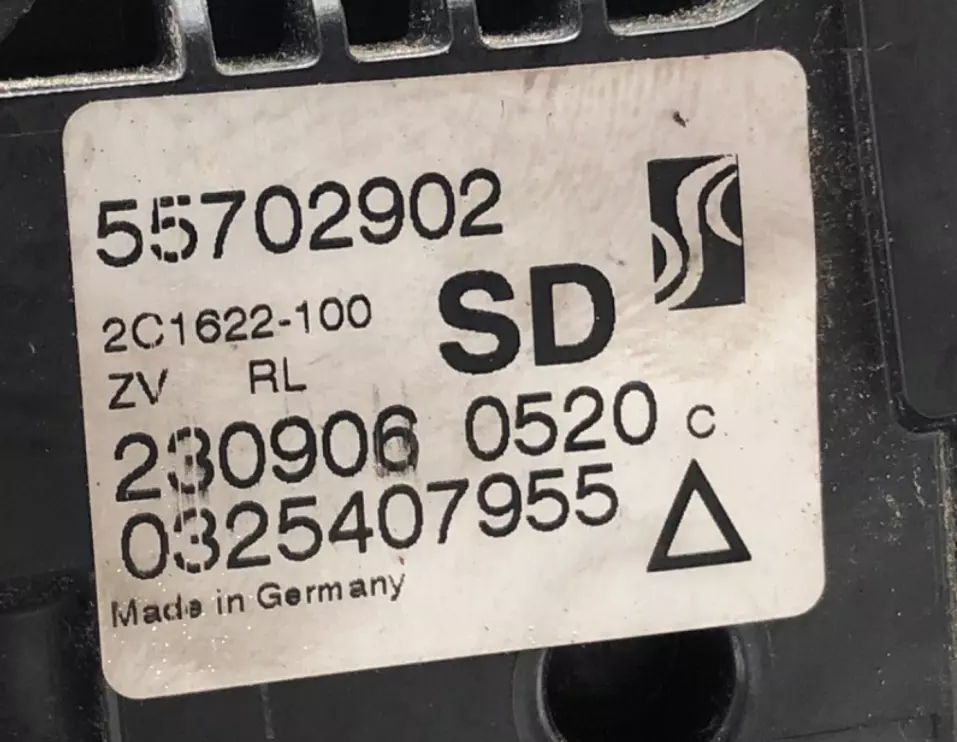 55702902
2C1622-100
SD
ZV RL
230906 0520 C
0325407955
Made in Germany